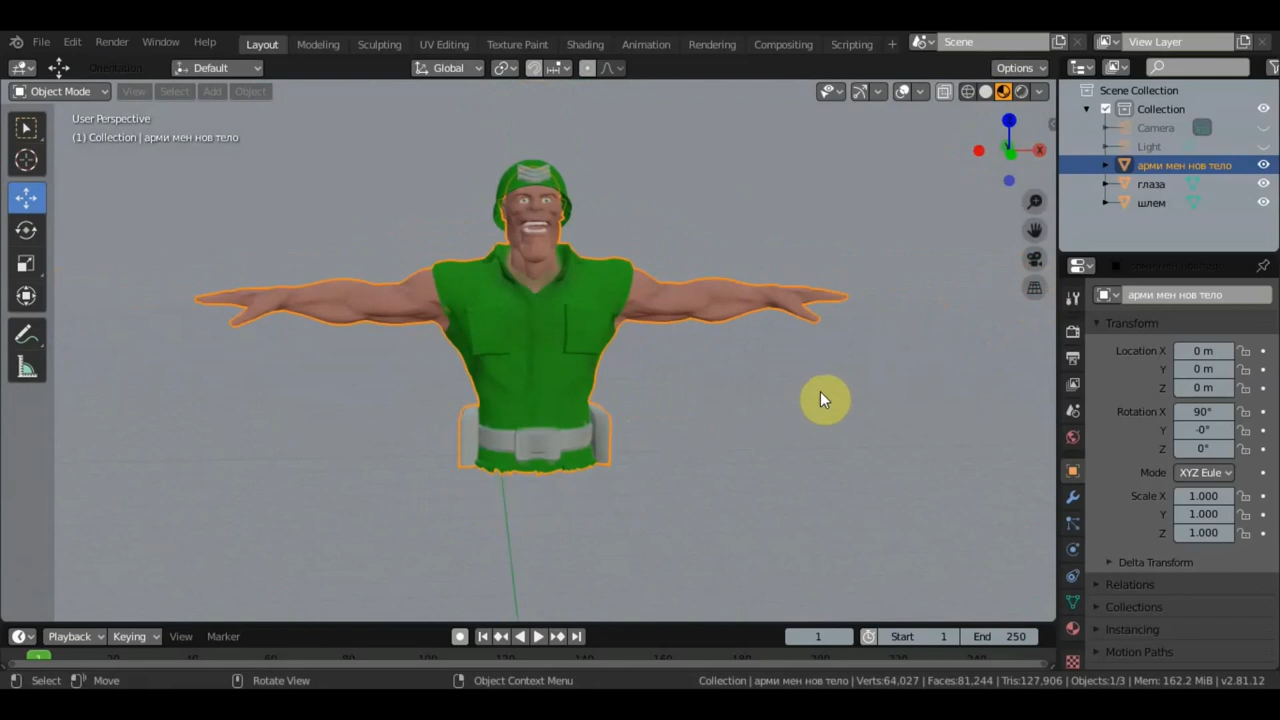 File Edit Render Window Help Layout Modeling Sculpting UV Editing Texture Paint Shading Animation Rendering Compositing Scripting + Scene View Layer
Orientation Default Global Options
Object Mode View Select Add Object
User Perspective
(1) Collection | арми мен нов тело
X
Scene Collection
Collection
Camera
Light
арми мен нов тело
глаза
шлем
арми мен нов тело
Transform
Location X 0 m
Y 0 m
Z 0 m
Rotation X 90°
Y -0°
Z 0°
Mode XYZ Eule
Scale X 1.000
Y 1.000
Z 1.000
Delta Transform
Relations
Collections
Instancing
Motion Paths
Playback Keying View Marker 1 Start 1 End 250
1
Select Move Rotate View Object Context Menu Collection | арми мен нов тело | Verts:64,027 | Faces:81,244 | Tris:127,906 | Objects:1/3 | Mem: 162.2 MiB | v2.81.12